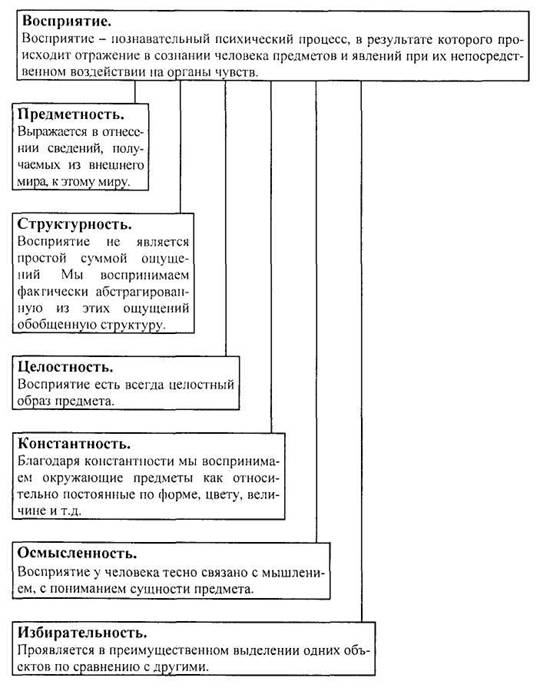 Восприятие.
Восприятие – познавательный психический процесс, в результате которого про-
исходит отражение в сознании человека предметов и явлений при их непосредст-
венном воздействии на органы чувств.
Предметность.
Выражается в отнесе-
нии сведений, полу-
чаемых из внешнего
мира, к этому миру.
Структурность.
Восприятие не является
простой суммой ощуще-
ний Мы воспринимаем
фактически абстрагирован-
ную из этих ощущений
обобщенную структуру.
Целостность.
Восприятие есть всегда целостный
образ предмета.
Константность.
Благодаря константности мы воспринима-
ем окружающие предметы как относи-
тельно постоянные по форме, цвету, вели-
чине и т.д.
Осмысленность.
Восприятие у человека тесно связано с мышлени-
ем, с пониманием сущности предмета.
Избирательность.
Проявляется в преимущественном выделении одних объ-
ектов по сравнению с другими.